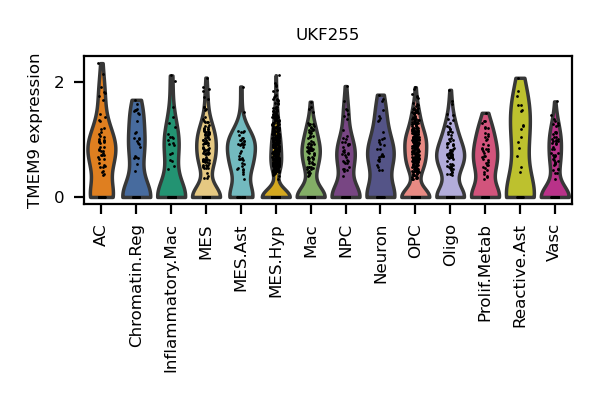 UKF255
TMEM9 expression
2
0
AC
Chromatin.Reg
Inflammatory.Mac
MES
MES.Ast
MES.Hyp
Mac
NPC
Neuron
OPC
Oligo
Prolif.Metab
Reactive.Ast
Vasc